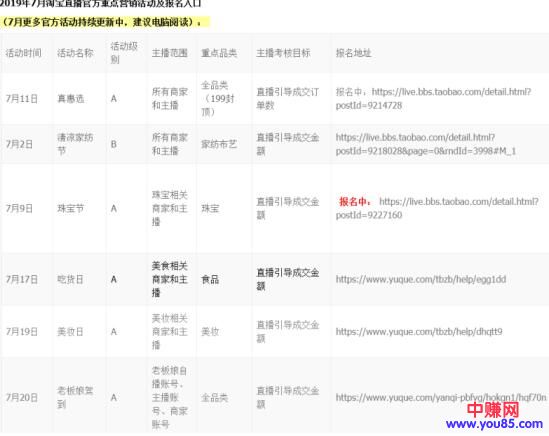 2019年7月淘宝直播官方重点营销活动及报名入口
（7月更多官方活动持续更新中，建议电脑阅读）：
活动时间 活动名称 活动级别 主播范围 重点品类 主播考核目标 报名地址
7月11日 真惠选 A 所有商家和主播 全品类（199封顶） 直播引导成交订单数 报名中：https://live.bbs.taobao.com/detail.html?postId=9214728
7月2日 清凉家纺节 B 所有商家和主播 家纺布艺 直播引导成交金额 https://live.bbs.taobao.com/detail.html?postId=9218028&page=0&rndId=3998#M_1
7月9日 珠宝节 A 珠宝相关商家和主播 珠宝 直播引导成交金额 报名中： https://live.bbs.taobao.com/detail.html?postId=9227160
7月17日 吃货日 A 美食相关商家和主播 食品 直播引导成交金额 https://www.yuque.com/tbzb/help/egg1dd
7月19日 美妆日 A 美妆相关商家和主播 美妆 直播引导成交金额 https://www.yuque.com/tbzb/help/dhqtt9
7月20日 老板娘驾到 A 老板娘自播账号、主播账号、商家账号 全品类 直播引导成交金额 https://www.yuque.com/yanqi-pbfyg/hokgn1/hqf70n
中赚网
www.you85.com